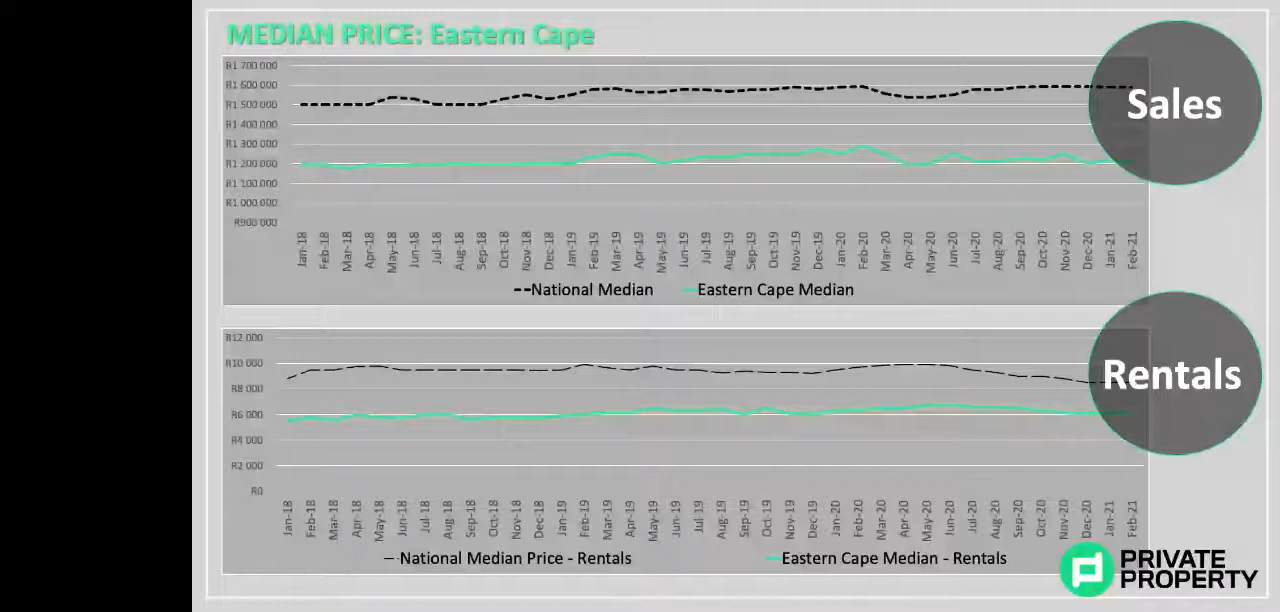 MEDIAN PRICE: Eastern Cape
Sales
R1 700 000
R1 600 000
R1 500 000
R1 400 000
R1 300 000
R1 200 000
R1 100 000
R1 000 000
R900 000
Jan-18 Feb-18 Mar-18 Apr-18 May-18 Jun-18 Jul-18 Aug-18 Sep-18 Oct-18 Nov-18 Dec-18 Jan-19 Feb-19 Mar-19 Apr-19 May-19 Jun-19 Jul-19 Aug-19 Sep-19 Oct-19 Nov-19 Dec-19 Jan-20 Feb-20 Mar-20 Apr-20 May-20 Jun-20 Jul-20 Aug-20 Sep-20 Oct-20 Nov-20 Dec-20 Jan-21 Feb-21
National Median Eastern Cape Median
Rentals
R12 000
R10 000
R8 000
R6 000
R4 000
R2 000
R0
Jan-18 Feb-18 Mar-18 Apr-18 May-18 Jun-18 Jul-18 Aug-18 Sep-18 Oct-18 Nov-18 Dec-18 Jan-19 Feb-19 Mar-19 Apr-19 May-19 Jun-19 Jul-19 Aug-19 Sep-19 Oct-19 Nov-19 Dec-19 Jan-20 Feb-20 Mar-20 Apr-20 May-20 Jun-20 Jul-20 Aug-20 Sep-20 Oct-20 Nov-20 Dec-20 Jan-21 Feb-21
National Median Price - Rentals Eastern Cape Median - Rentals
PRIVATE
PROPERTY